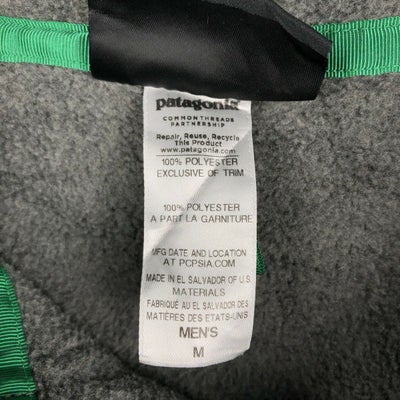 patagonia
COMMONTHREADS
PARTNERSHIP
Repair, Reuse, Recycle
This Product
www.patagonia.com
100% POLYESTER
EXCLUSIVE OF TRIM
100% POLYESTER
A PART LA GARNITURE
MFG DATE AND LOCATION
AT PCPSIA.COM
MADE IN EL SALVADOR OF U.S.
MATERIALS
FABRIQUÉ AU EL SALVADOR DES
MATIÈRES DES ETATS-UNIS
MEN'S
M